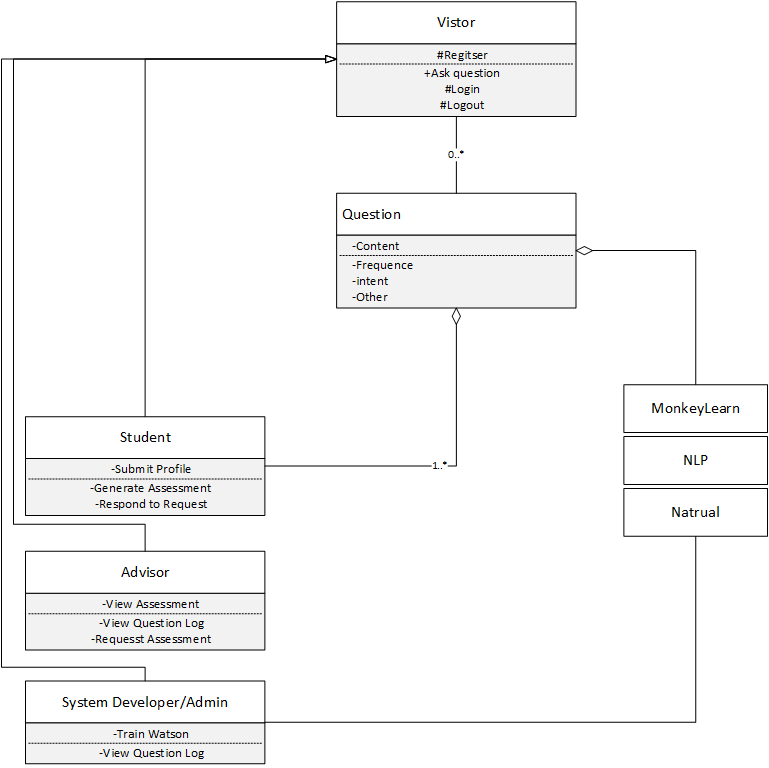 Vistor
#Regitser
+Ask question
#Login
#Logout
0..*
Question
-Content
-Frequence
-intent
-Other
MonkeyLearn
NLP
Natrual
Student
-Submit Profile
-Generate Assessment
-Respond to Request
1..*
Advisor
-View Assessment
-View Question Log
-Requesst Assessment
System Developer/Admin
-Train Watson
-View Question Log